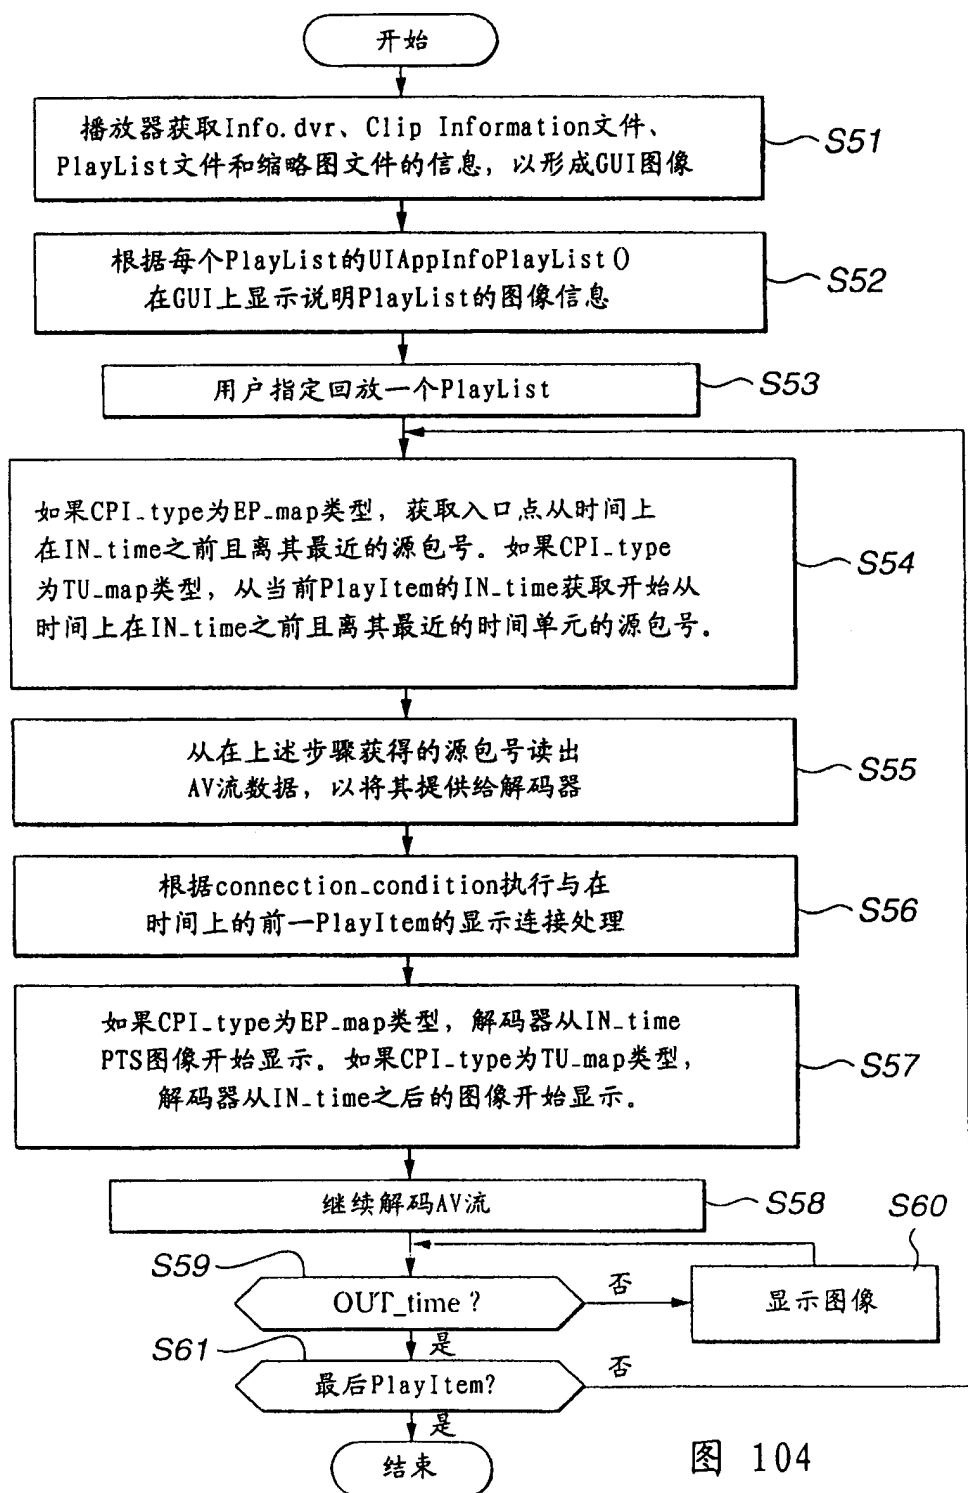 开始
播放器获取Info.dvr、Clip Information文件、
PlayList文件和缩略图文件的信息，以形成GUI图像
S51
根据每个PlayList的UIAppInfoPlayList()
在GUI上显示说明PlayList的图像信息
S52
用户指定回放一个PlayList
S53
如果CPI_type为EP_map类型，获取入口点从时间上
在IN_time之前且离其最近的源包号。如果CPI_type
为TU_map类型，从当前PlayItem的IN_time获取开始从
时间上在IN_time之前且离其最近的时间单元的源包号。
S54
从在上述步骤获得的源包号读出
AV流数据，以将其提供给解码器
S55
根据connection_condition执行与在
时间上的前一PlayItem的显示连接处理
S56
如果CPI_type为EP_map类型，解码器从IN_time
PTS图像开始显示。如果CPI_type为TU_map类型，
解码器从IN_time之后的图像开始显示。
S57
继续解码AV流
S58
S60
S59
OUT_time？
否
显示图像
是
S61
最后PlayItem?
否
是
结束
图 104